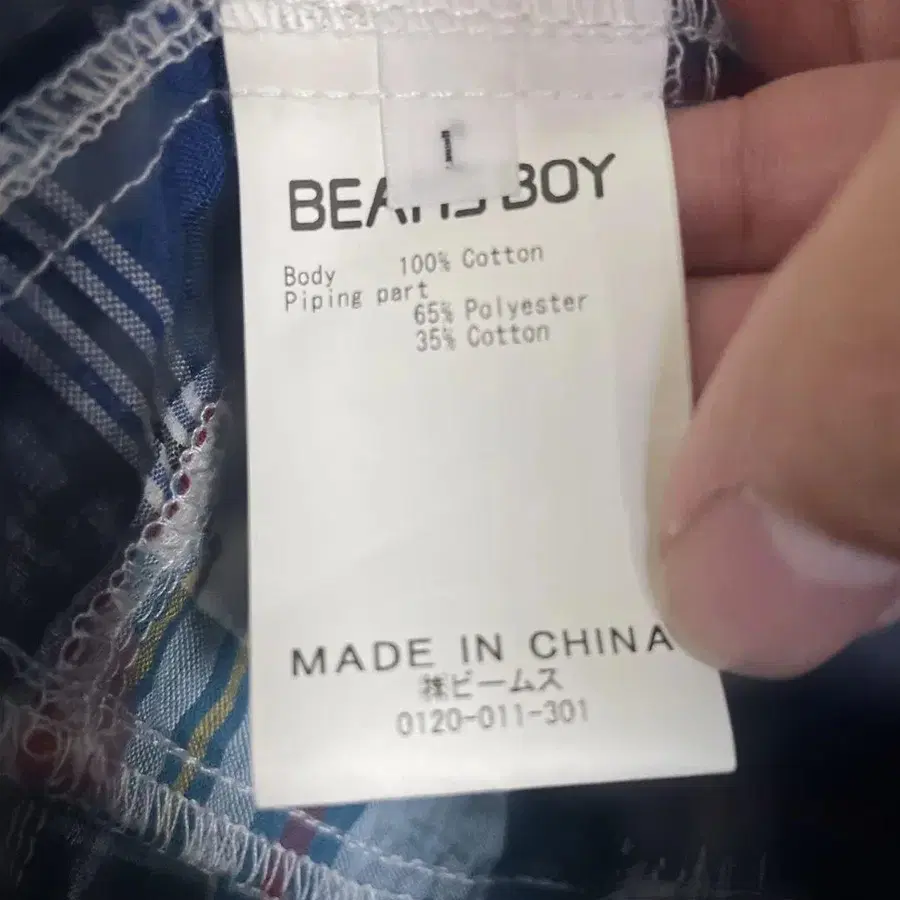 1
BEAMS BOY
Body 100% Cotton
Piping part
65% Polyester
35% Cotton
MADE IN CHINA
㈱ビームス
0120-011-301